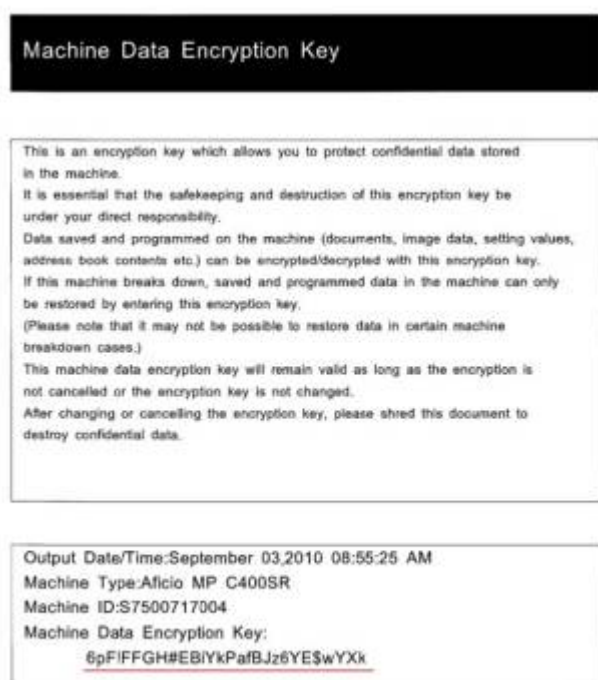 Machine Data Encryption Key
This is an encryption key which allows you to protect confidential data stored
in the machine.
It is essential that the safekeeping and destruction of this encryption key be
under your direct responsibility.
Data saved and programmed on the machine (documents, image data, setting values,
address book contents etc.) can be encrypted/decrypted with this encryption key.
If this machine breaks down, saved and programmed data in the machine can only
be restored by entering this encryption key.
(Please note that it may not be possible to restore data in certain machine
breakdown cases.)
This machine data encryption key will remain valid as long as the encryption is
not cancelled or the encryption key is not changed.
After changing or cancelling the encryption key, please shred this document to
destroy confidential data.
Output Date/Time:September 03,2010 08:55:25 AM
Machine Type:Aficio MP C400SR
Machine ID:S7500717004
Machine Data Encryption Key:
6pF!FFGH#EBiYkPafBJz6YE$wYXk